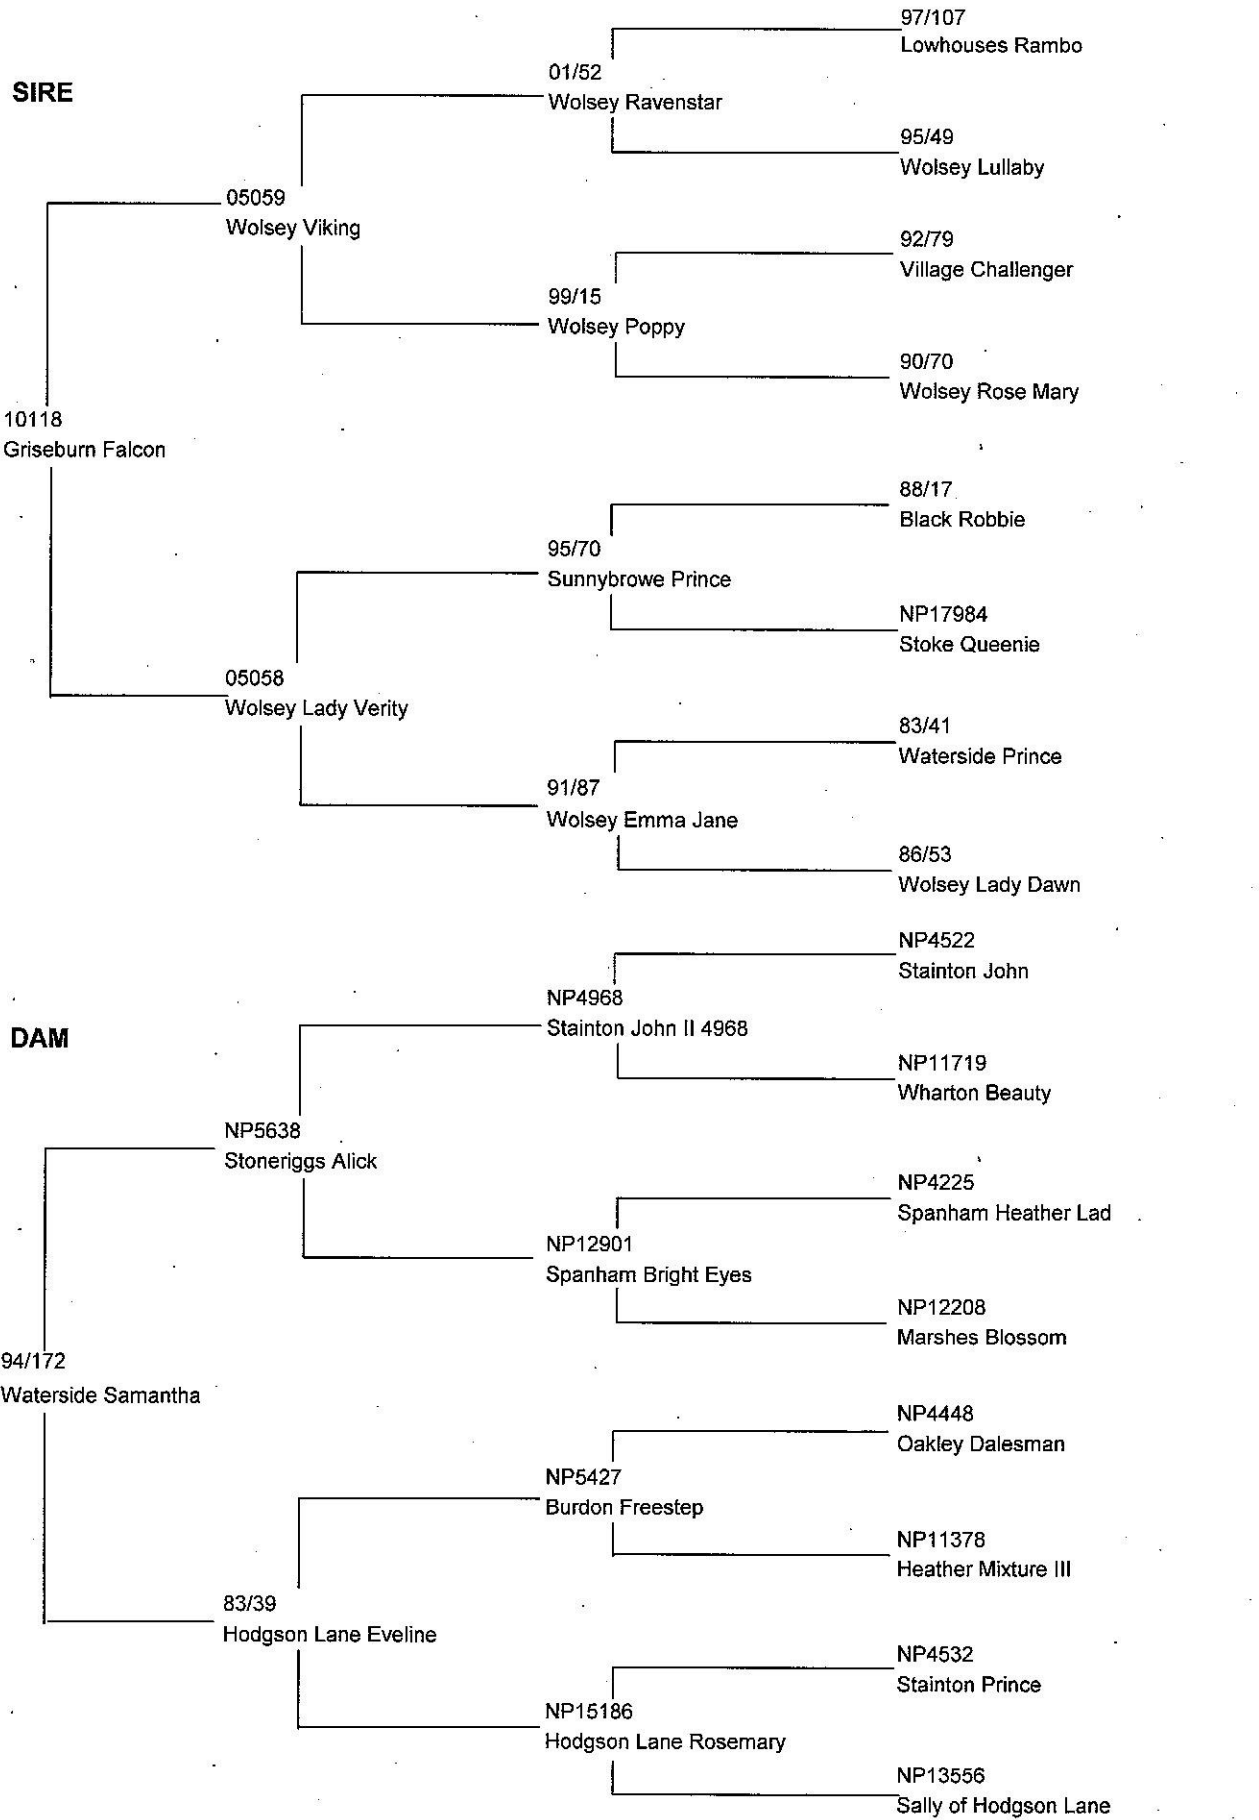 97/107
Lowhouses Rambo
01/52
Wolsey Ravenstar
SIRE
95/49
Wolsey Lullaby
05059
Wolsey Viking
92/79
Village Challenger
99/15
Wolsey Poppy
90/70
Wolsey Rose Mary
10118
Griseburn Falcon
88/17
Black Robbie
95/70
Sunnybrowe Prince
NP17984
Stoke Queenie
05058
Wolsey Lady Verity
83/41
Waterside Prince
91/87
Wolsey Emma Jane
86/53
Wolsey Lady Dawn
NP4522
Stainton John
NP4968
Stainton John II 4968
DAM
NP11719
Wharton Beauty
NP5638
Stoneriggs Alick
NP4225
Spanham Heather Lad
NP12901
Spanham Bright Eyes
NP12208
Marshes Blossom
94/172
Waterside Samantha
NP4448
Oakley Dalesman
NP5427
Burdon Freestep
NP11378
Heather Mixture III
83/39
Hodgson Lane Eveline
NP4532
Stainton Prince
NP15186
Hodgson Lane Rosemary
NP13556
Sally of Hodgson Lane